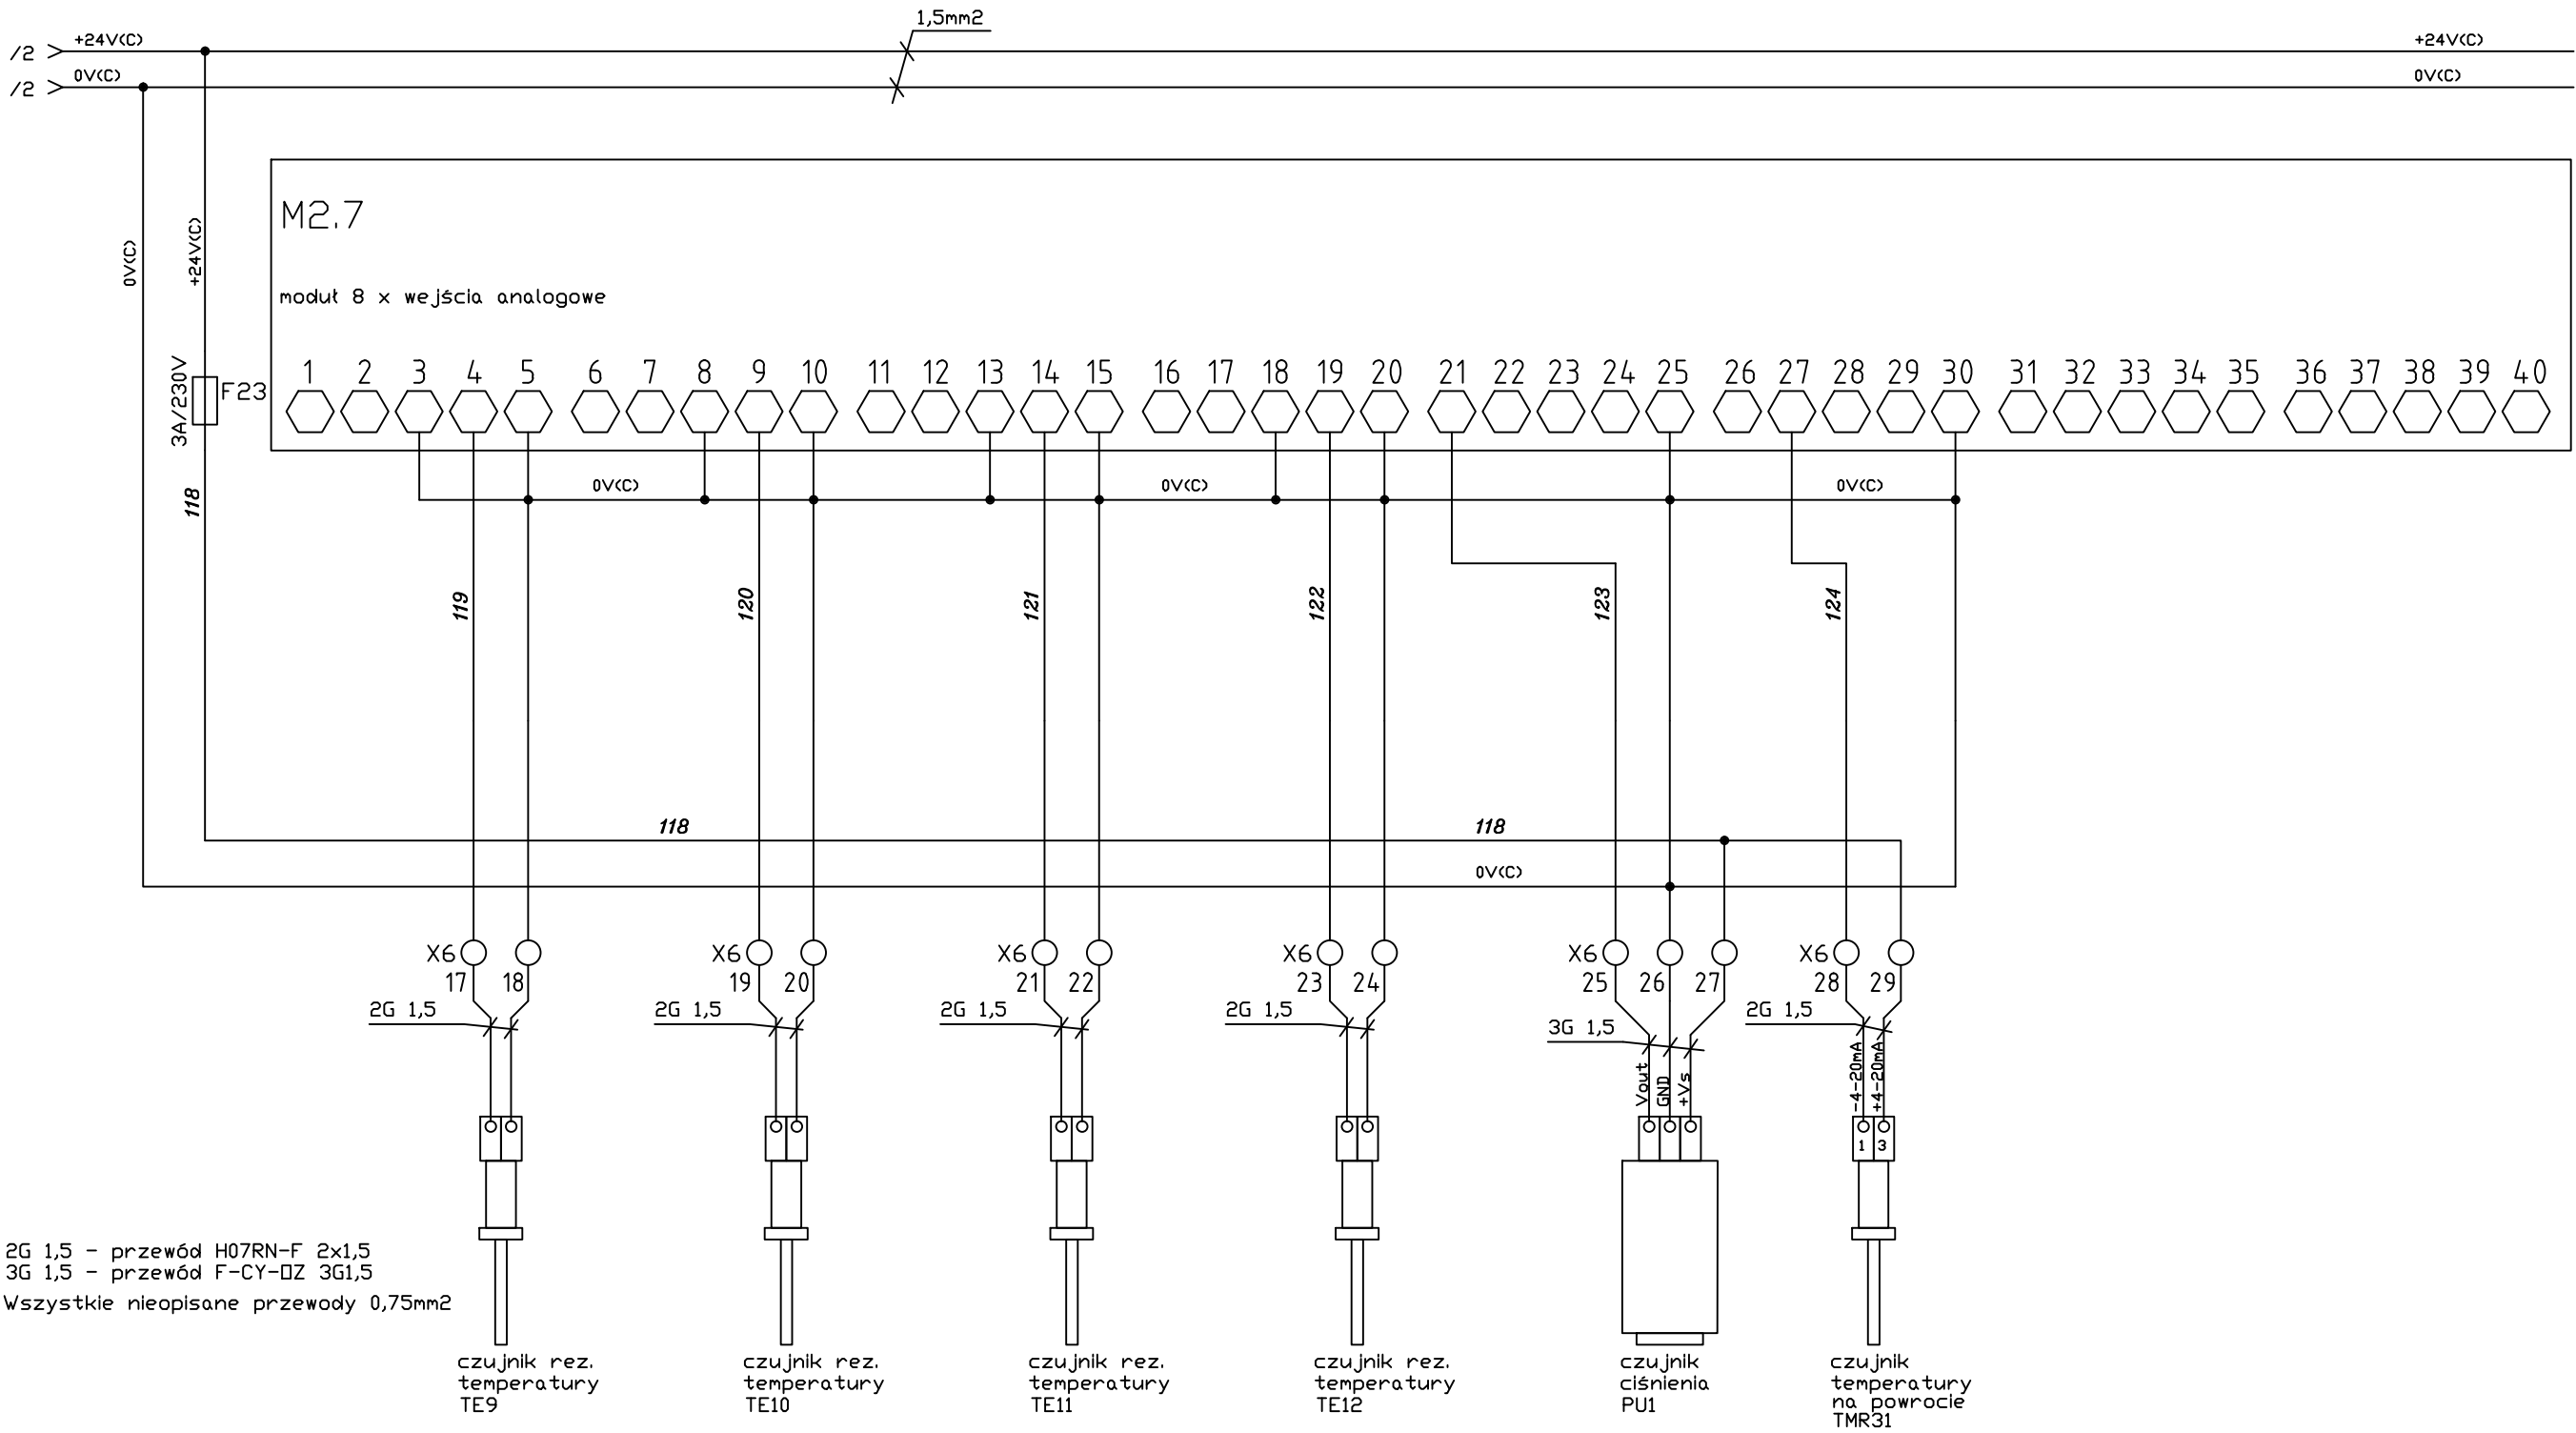 1,5mm2
/2 +24V(C) +24V(C)
/2 0V(C) 0V(C)
M2.7
0V(C)
+24V(C)
moduł 8 x wejścia analogowe
3A/230V
F23
1 2 3 4 5 6 7 8 9 10 11 12 13 14 15 16 17 18 19 20 21 22 23 24 25 26 27 28 29 30 31 32 33 34 35 36 37 38 39 40
118
0V(C) 0V(C) 0V(C)
119 120 121 122 123 124
118 118
0V(C)
X6 X6 X6 X6 X6 X6
17 18 19 20 21 22 23 24 25 26 27 28 29
2G 1,5 2G 1,5 2G 1,5 2G 1,5 3G 1,5 2G 1,5
Vout GND +Vs -4-20mA +4-20mA
1 3
2G 1,5 - przewód H07RN-F 2x1,5
3G 1,5 - przewód F-CY-OZ 3G1,5
Wszystkie nieopisane przewody 0,75mm2
czujnik rez.
temperatury
TE9
czujnik rez.
temperatury
TE10
czujnik rez.
temperatury
TE11
czujnik rez.
temperatury
TE12
czujnik
ciśnienia
PU1
czujnik
temperatury
na powrocie
TMR31